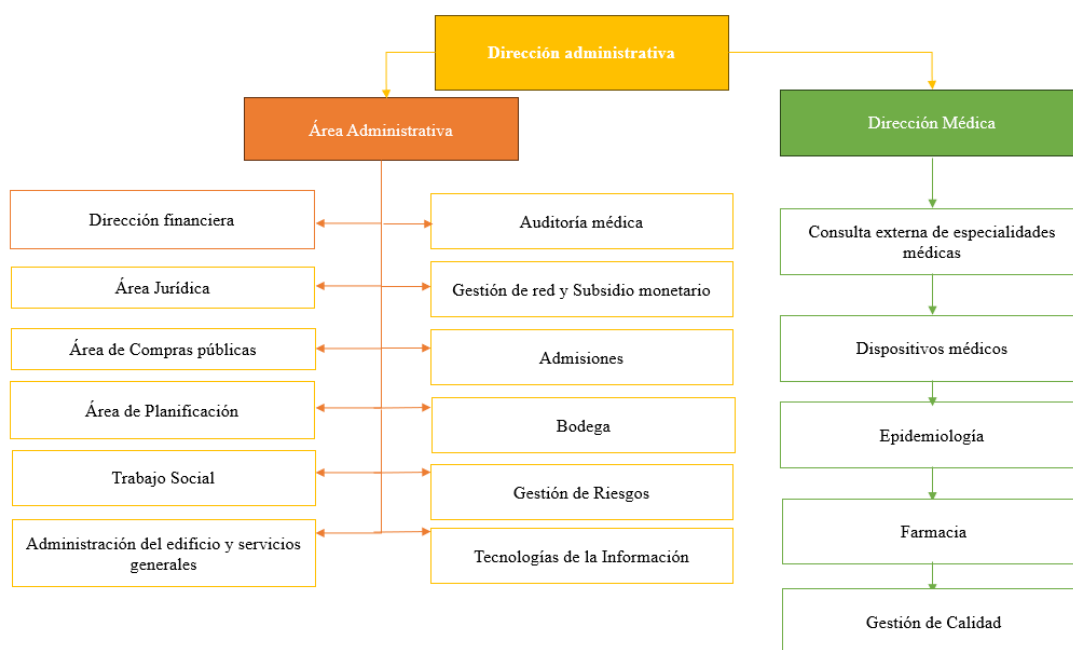 Dirección administrativa
Área Administrativa
Dirección Médica
Dirección financiera
Auditoría médica
Área Jurídica
Gestión de red y Subsidio monetario
Área de Compras públicas
Admisiones
Área de Planificación
Bodega
Trabajo Social
Gestión de Riesgos
Administración del edificio y servicios
generales
Tecnologías de la Información
Consulta externa de especialidades
médicas
Dispositivos médicos
Epidemiología
Farmacia
Gestión de Calidad